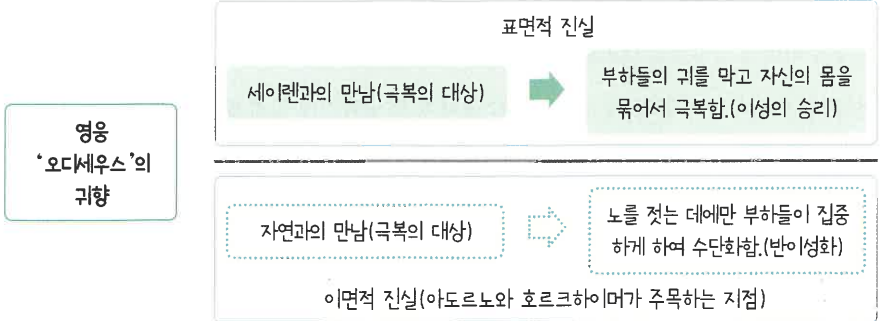 영웅
‘오디세우스’의
귀향
표면적 진실
세이렌과의 만남(극복의 대상)
부하들의 귀를 막고 자신의 몸을
묶어서 극복함.(이성의 승리)
자연과의 만남(극복의 대상)
노를 젓는 데에만 부하들이 집중
하게 하여 수단화함.(반이성화)
이면적 진실(아도르노와 호르크하이머가 주목하는 지점)